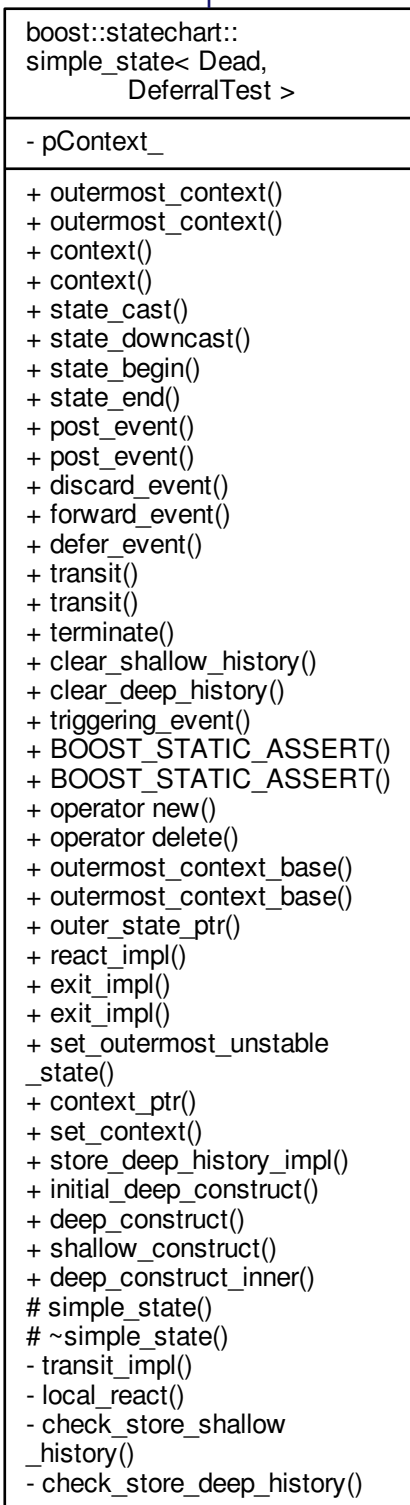 boost::statechart::
simple_state< Dead,
DeferralTest >
- pContext_
+ outermost_context()
+ outermost_context()
+ context()
+ context()
+ state_cast()
+ state_downcast()
+ state_begin()
+ state_end()
+ post_event()
+ post_event()
+ discard_event()
+ forward_event()
+ defer_event()
+ transit()
+ transit()
+ terminate()
+ clear_shallow_history()
+ clear_deep_history()
+ triggering_event()
+ BOOST_STATIC_ASSERT()
+ BOOST_STATIC_ASSERT()
+ operator new()
+ operator delete()
+ outermost_context_base()
+ outermost_context_base()
+ outer_state_ptr()
+ react_impl()
+ exit_impl()
+ exit_impl()
+ set_outermost_unstable
_state()
+ context_ptr()
+ set_context()
+ store_deep_history_impl()
+ initial_deep_construct()
+ deep_construct()
+ shallow_construct()
+ deep_construct_inner()
# simple_state()
# ~simple_state()
- transit_impl()
- local_react()
- check_store_shallow
_history()
- check_store_deep_history()